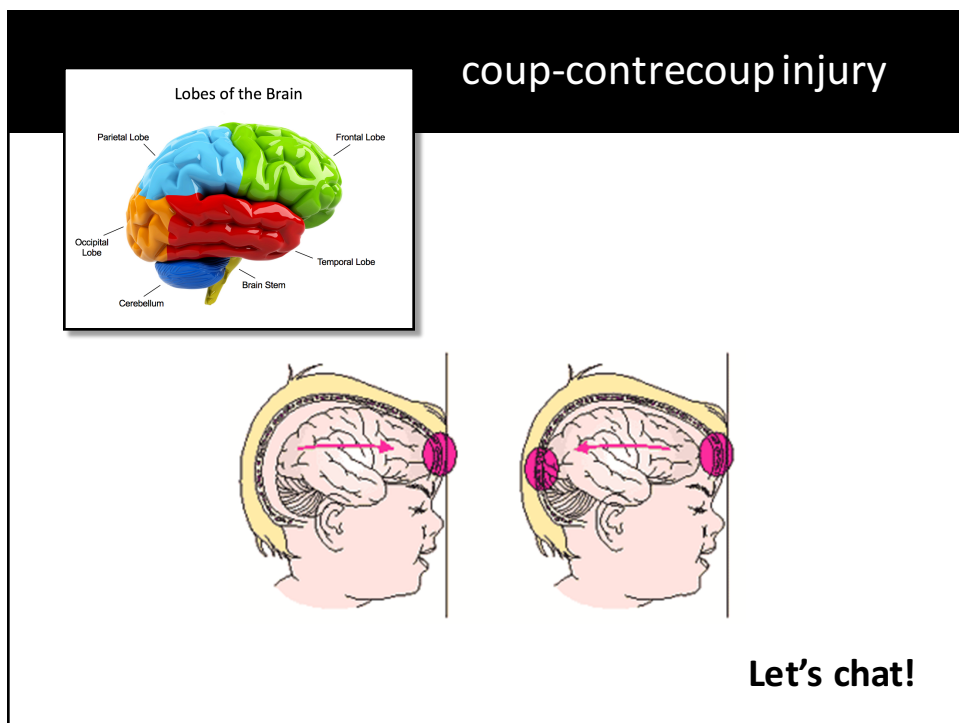 coup-contrecoup injury
Lobes of the Brain
Parietal Lobe
Frontal Lobe
Occipital
Lobe
Temporal Lobe
Brain Stem
Cerebellum
Let’s chat!